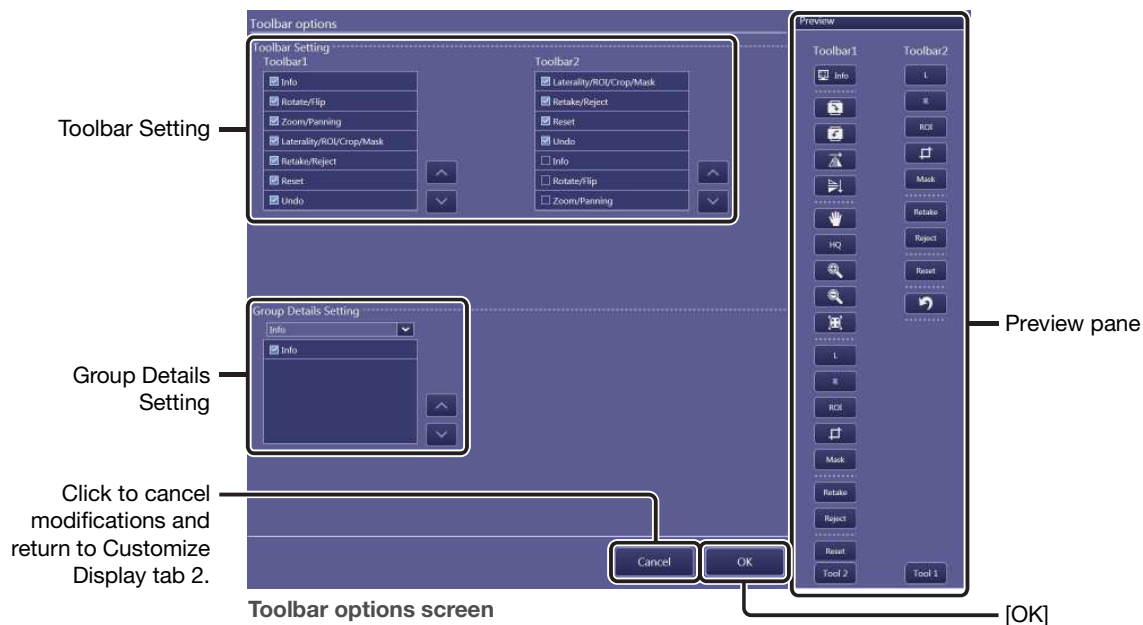 Toolbar options
Toolbar Setting
Toolbar1
Info
Rotate/Flip
Zoom/Panning
Laterality/ROI/Crop/Mask
Retake/Reject
Reset
Undo
Toolbar2
Laterality/ROI/Crop/Mask
Retake/Reject
Reset
Undo
Info
Rotate/Flip
Zoom/Panning
Group Details Setting
Info
Info
Cancel
OK
Preview
Toolbar1
Info
HQ
L
R
ROI
Mask
Retake
Reject
Reset
Tool 2
Toolbar2
L
R
ROI
Mask
Retake
Reject
Reset
Tool 1
Toolbar Setting
Group Details
Setting
Click to cancel
modifications and
return to Customize
Display tab 2.
Preview pane
[OK]
Toolbar options screen